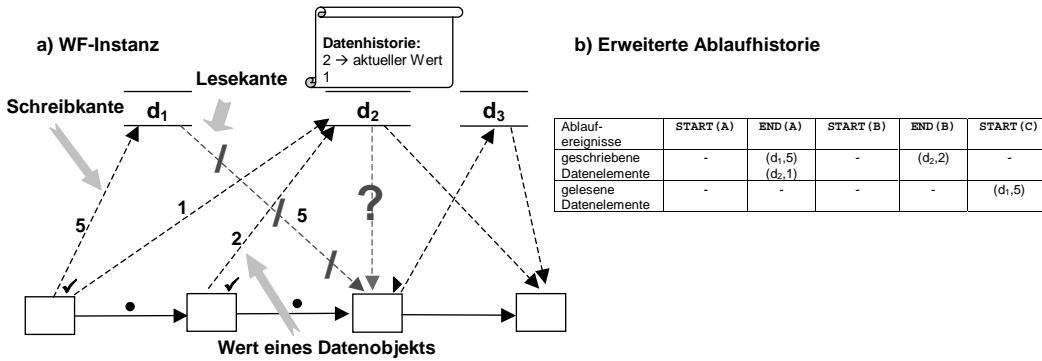 a) WF-Instanz
Datenhistorie:
2 → aktueller Wert
1
b) Erweiterte Ablaufhistorie
Lesekante
Schreibkante
d1
d2
d3
5
1
2
5
?
Wert eines Datenobjekts
Ablauf- START(A) END(A) START(B) END(B) START(C)
ereignisse
geschriebene - (d1,5) - (d2,2) -
Datenelemente (d2,1)
gelesene - - - - (d1,5)
Datenelemente